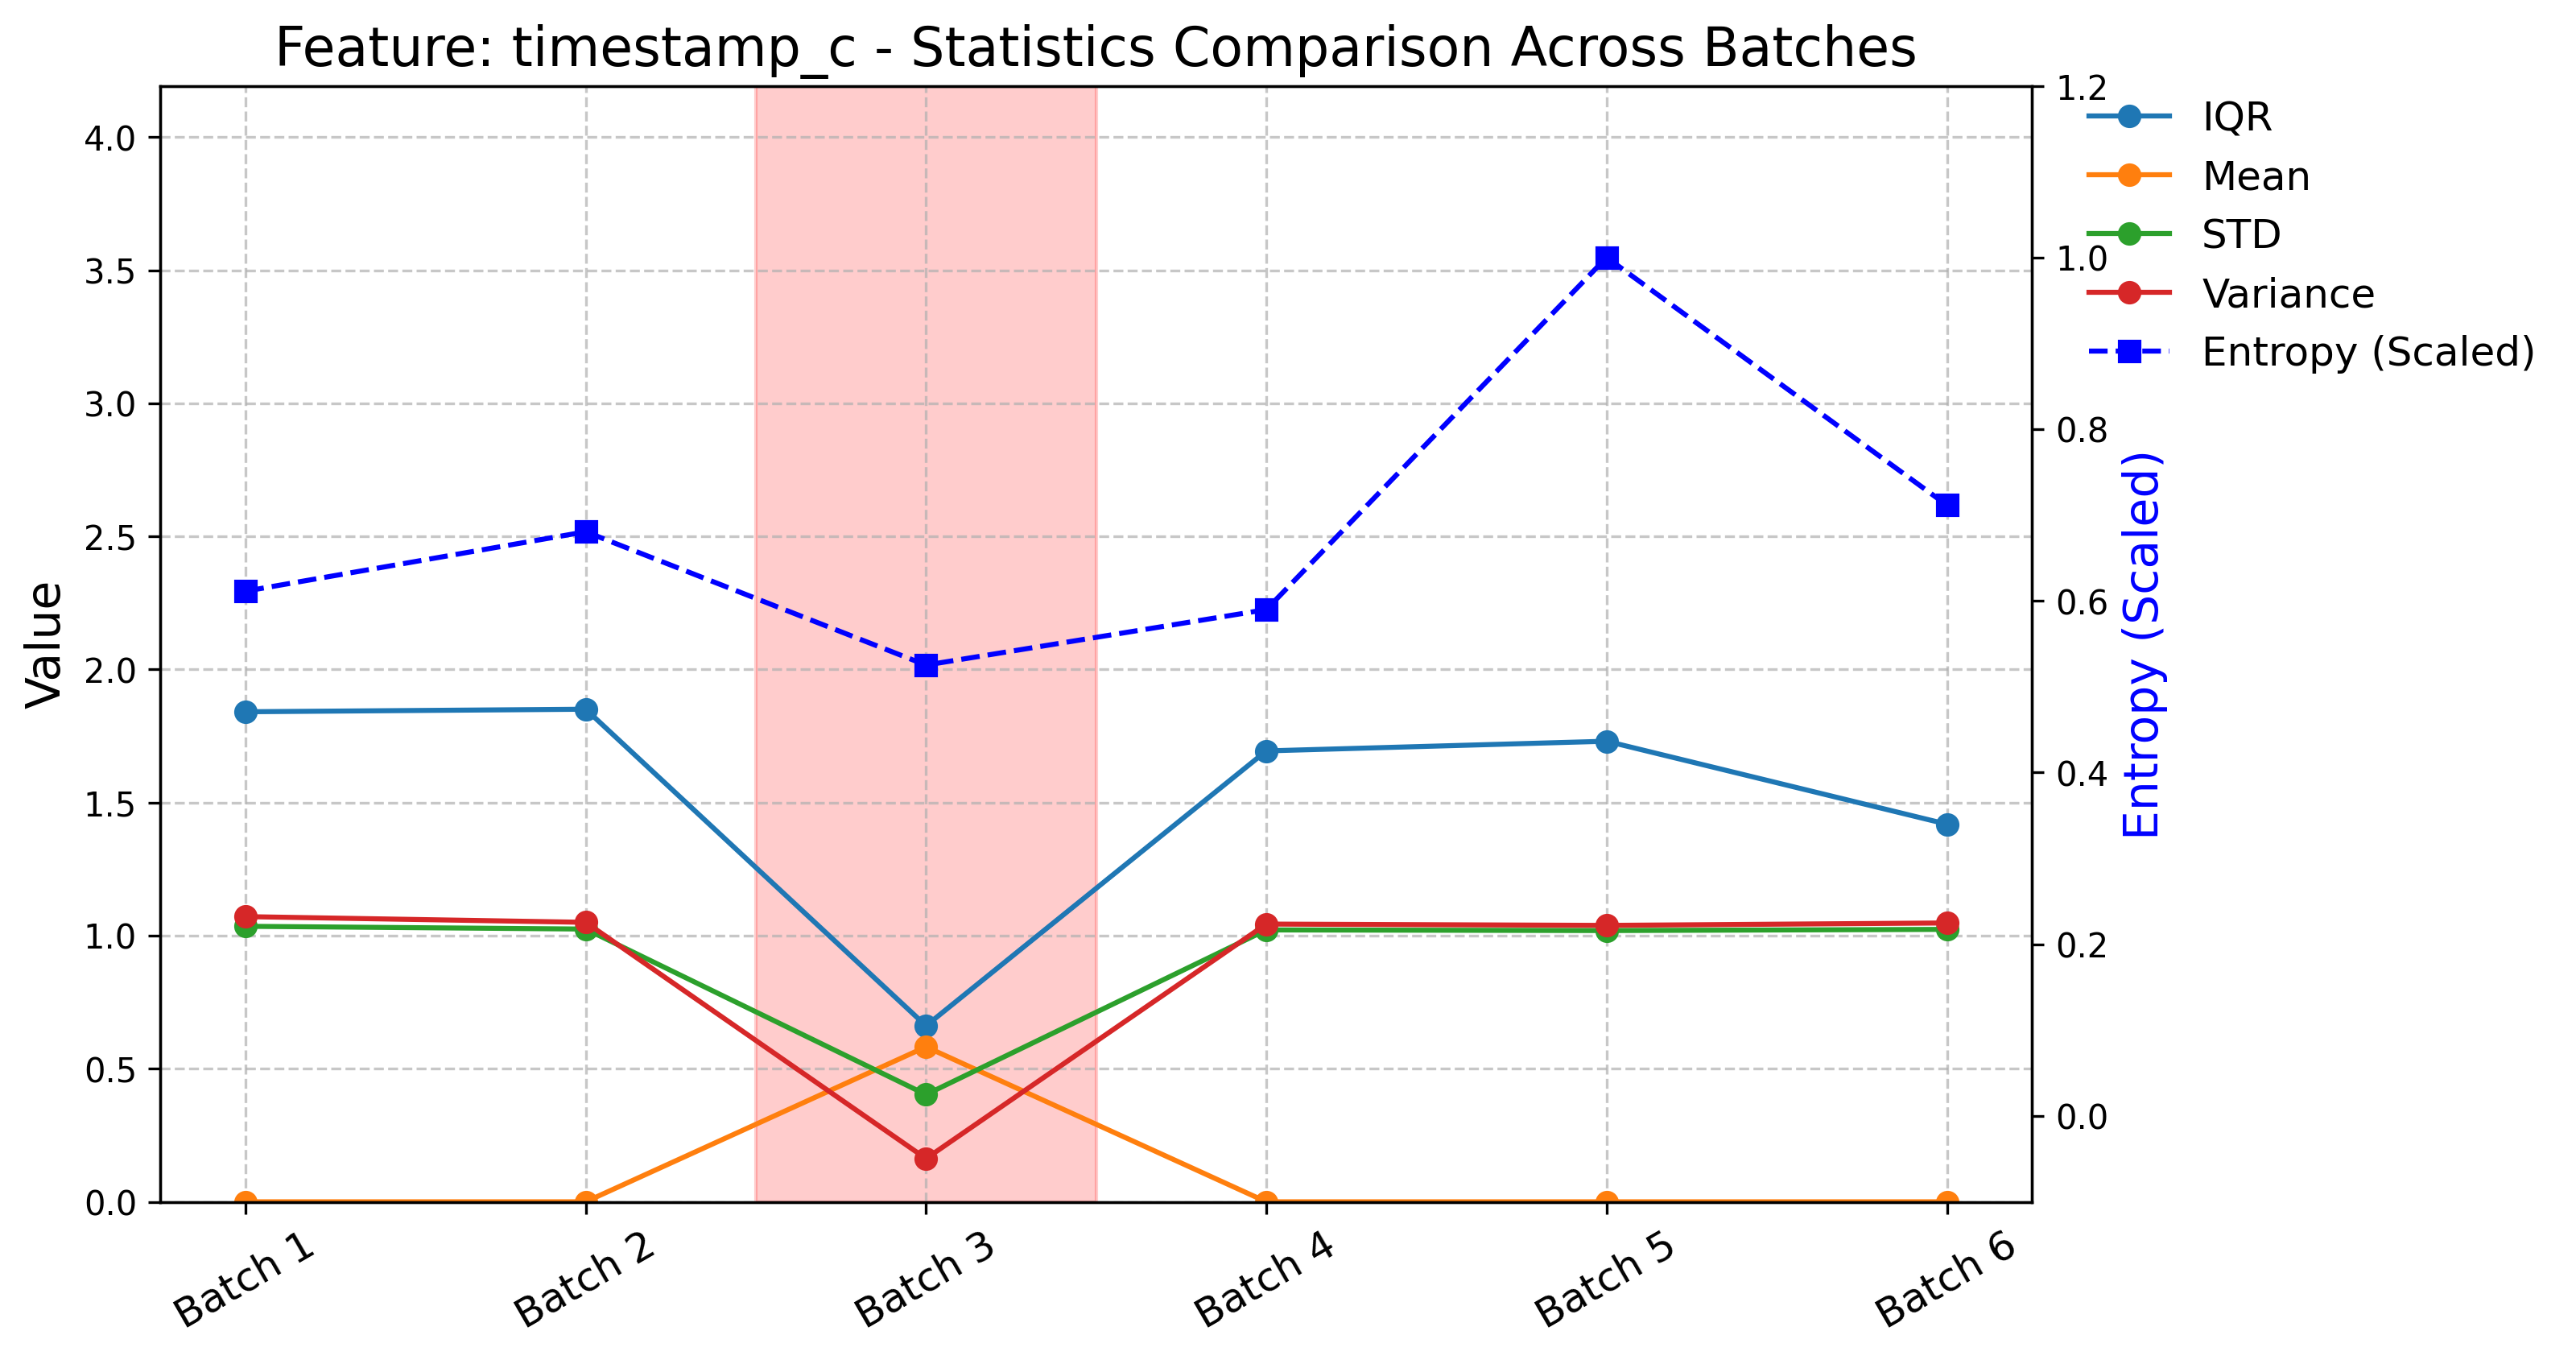 Feature: timestamp_c - Statistics Comparison Across Batches
Value
4.0
3.5
3.0
2.5
2.0
1.5
1.0
0.5
0.0
Batch 1
Batch 2
Batch 3
Batch 4
Batch 5
Batch 6
1.2
1.0
0.8
0.6
0.4
0.2
0.0
Entropy (Scaled)
IQR
Mean
STD
Variance
Entropy (Scaled)